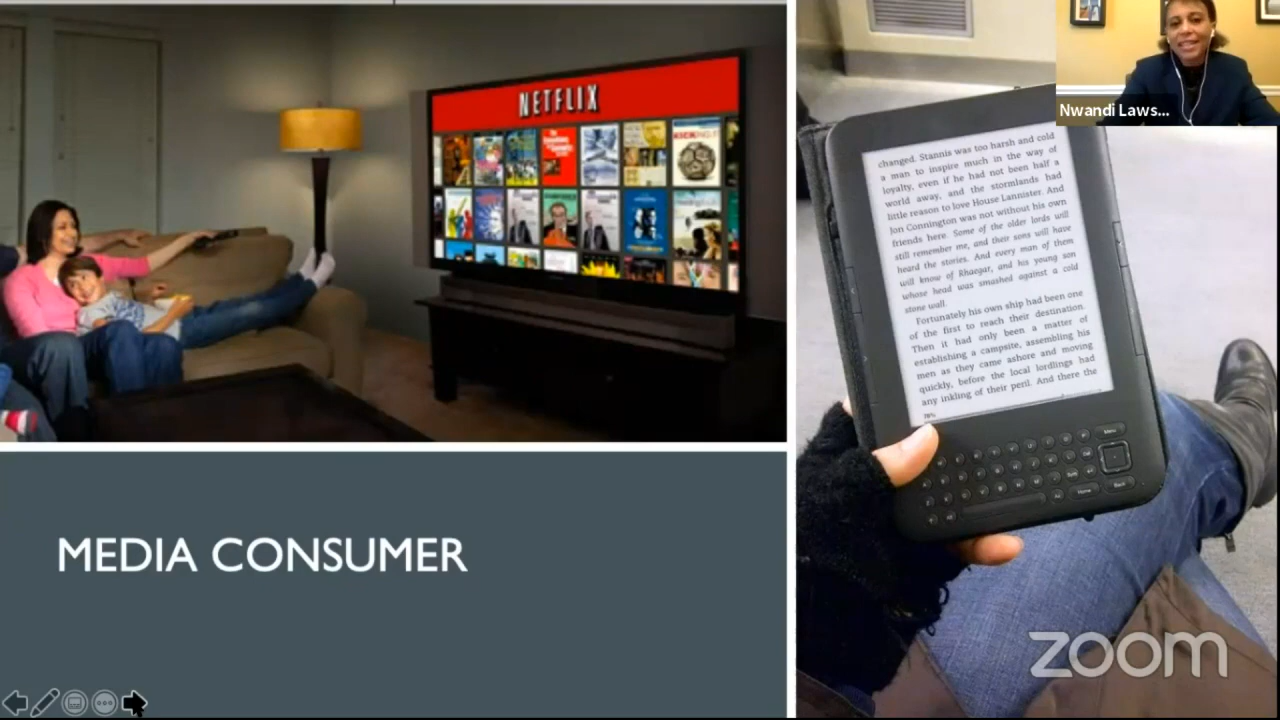 NETFLIX
KICKING IT
Nwandi Laws...
changed. Stannis was too harsh and cold
a man to inspire much in the way of
loyalty, even if he had not been half a
world away, and the stormlands had
little reason to love House Lannister. And
Jon Connington was not without his own
friends here. Some of the older lords will
still remember me, and their sons will have
heard the stories. And every man of them
will know of Rhaegar, and his young son
whose head was smashed against a cold
stone wall.
Fortunately his own ship had been one
of the first to reach their destination.
Then it had only been a matter of
establishing a campsite, assembling his
men as they came ashore and moving
quickly, before the local lordlings had
any inkling of their peril. And there the
Menu
Home
Back
MEDIA CONSUMER
zoom